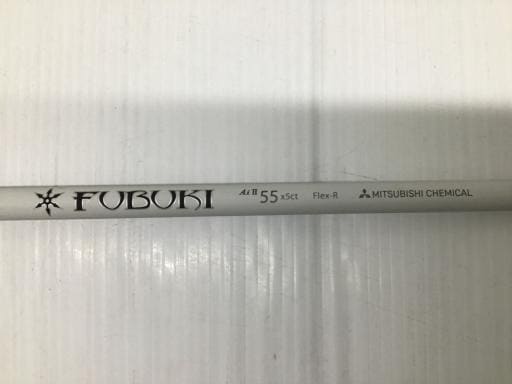 FUBUKI Ai II 55 x5ct Flex-R MITSUBISHI CHEMICAL